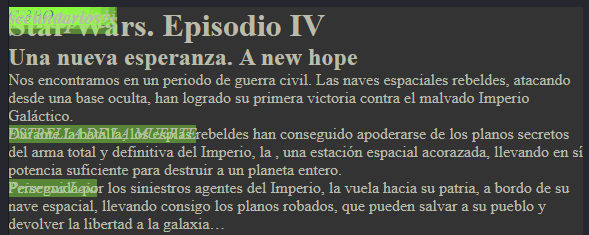 Star Wars. Episodio IV
Una nueva esperanza. A new hope
Nos encontramos en un periodo de guerra civil. Las naves espaciales rebeldes, atacando
desde una base oculta, han logrado su primera victoria contra el malvado Imperio
Galáctico.
ESTRELLA DE LA MUERTE
Durante la batalla, los espías rebeldes han conseguido apoderarse de los planos secretos
del arma total y definitiva del Imperio, la , una estación espacial acorazada, llevando en sí
potencia suficiente para destruir a un planeta entero.
Perseguida por los siniestros agentes del Imperio, la vuela hacia su patria, a bordo de su
nave espacial, llevando consigo los planos robados, que pueden salvar a su pueblo y
devolver la libertad a la galaxia…